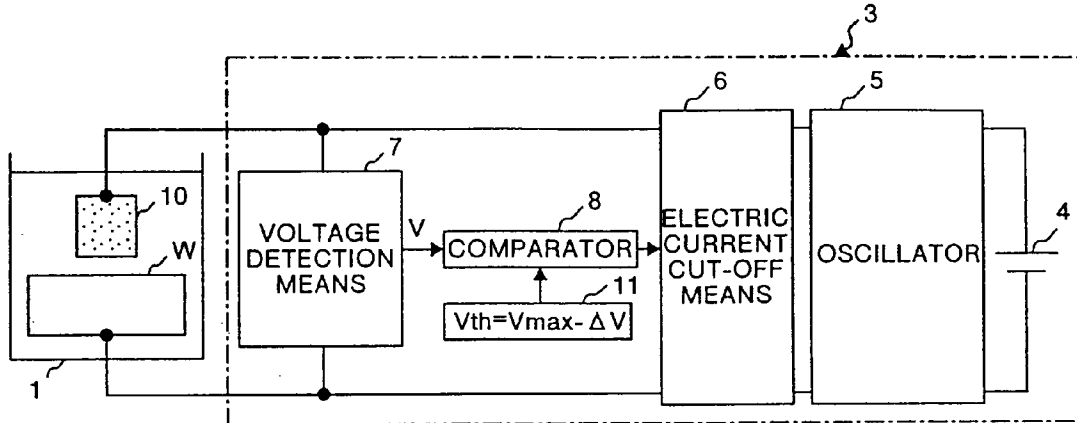 3
6
5
7
10
VOLTAGE
DETECTION
MEANS
V
8
COMPARATOR
ELECTRIC
CURRENT
CUT-OFF
MEANS
OSCILLATOR
4
W
11
Vth=Vmax-ΔV
1